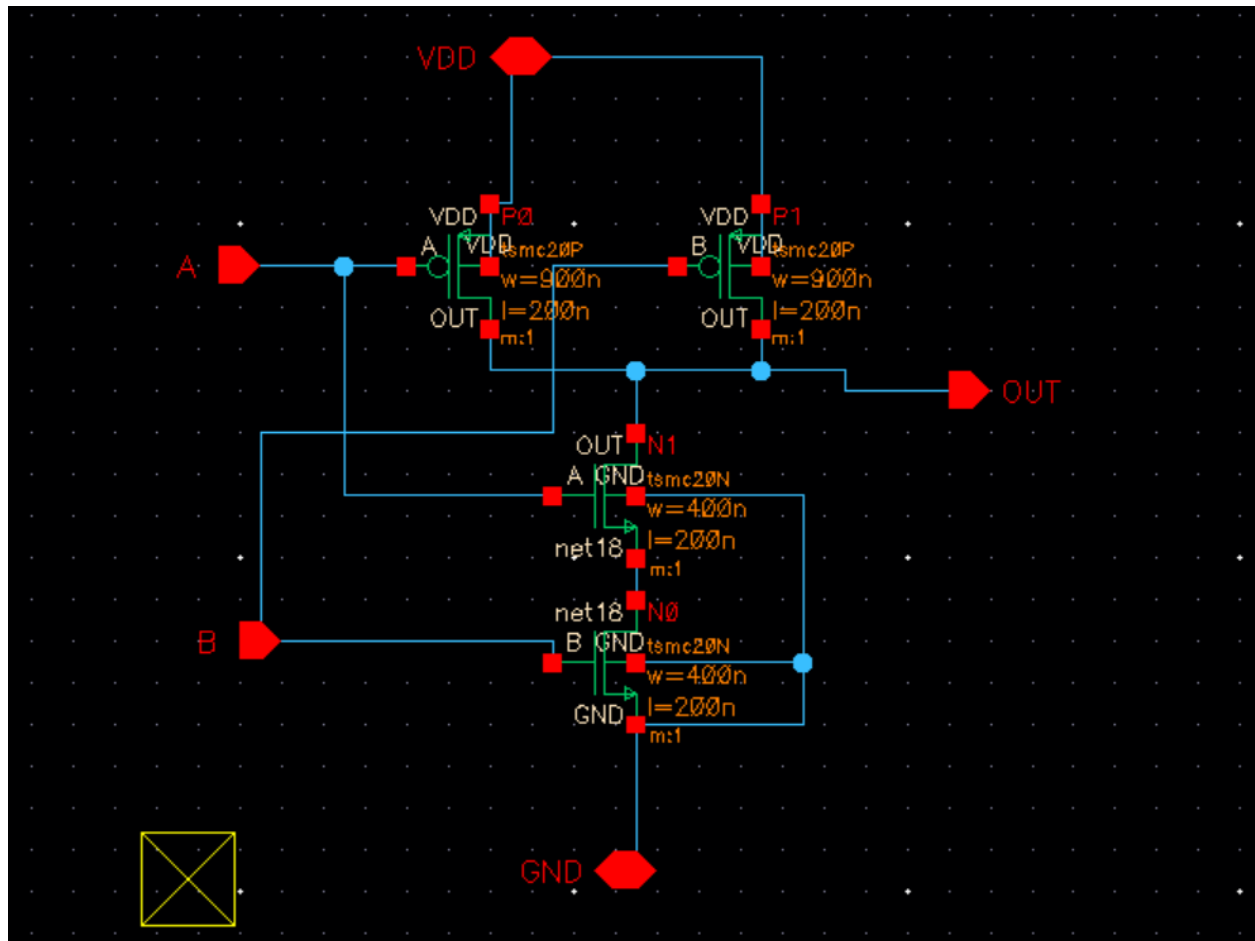 VDD
VDD P0
A VDD tsmc20P
w=900n
l=200n
OUT
m:1
VDD P1
B VDD tsmc20P
w=900n
l=200n
OUT
m:1
A
OUT
OUT N1
A GND tsmc20N
w=400n
l=200n
net18
m:1
net18 N0
B
B GND tsmc20N
w=400n
l=200n
GND
m:1
GND